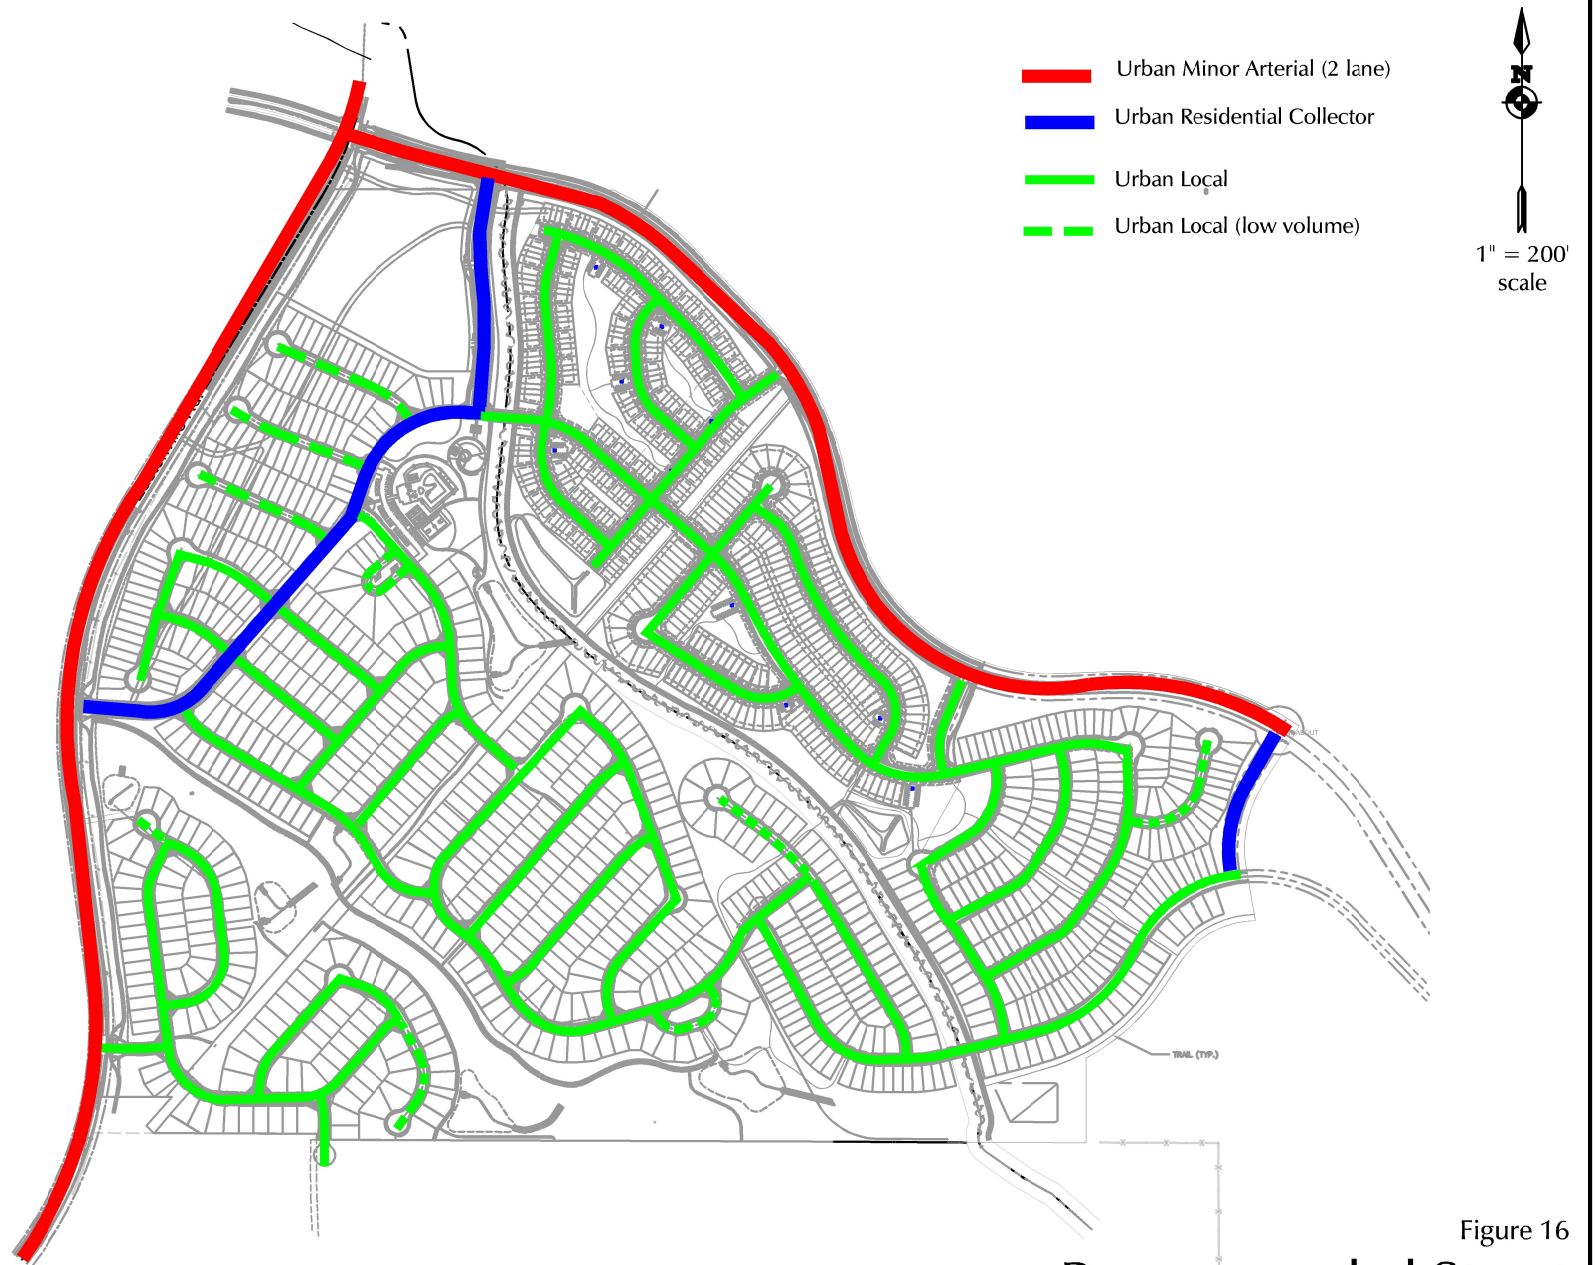 Urban Minor Arterial (2 lane)
Urban Residential Collector
Urban Local
Urban Local (low volume)
N
1" = 200'
scale
TRAIL (TYP.)
Figure 16